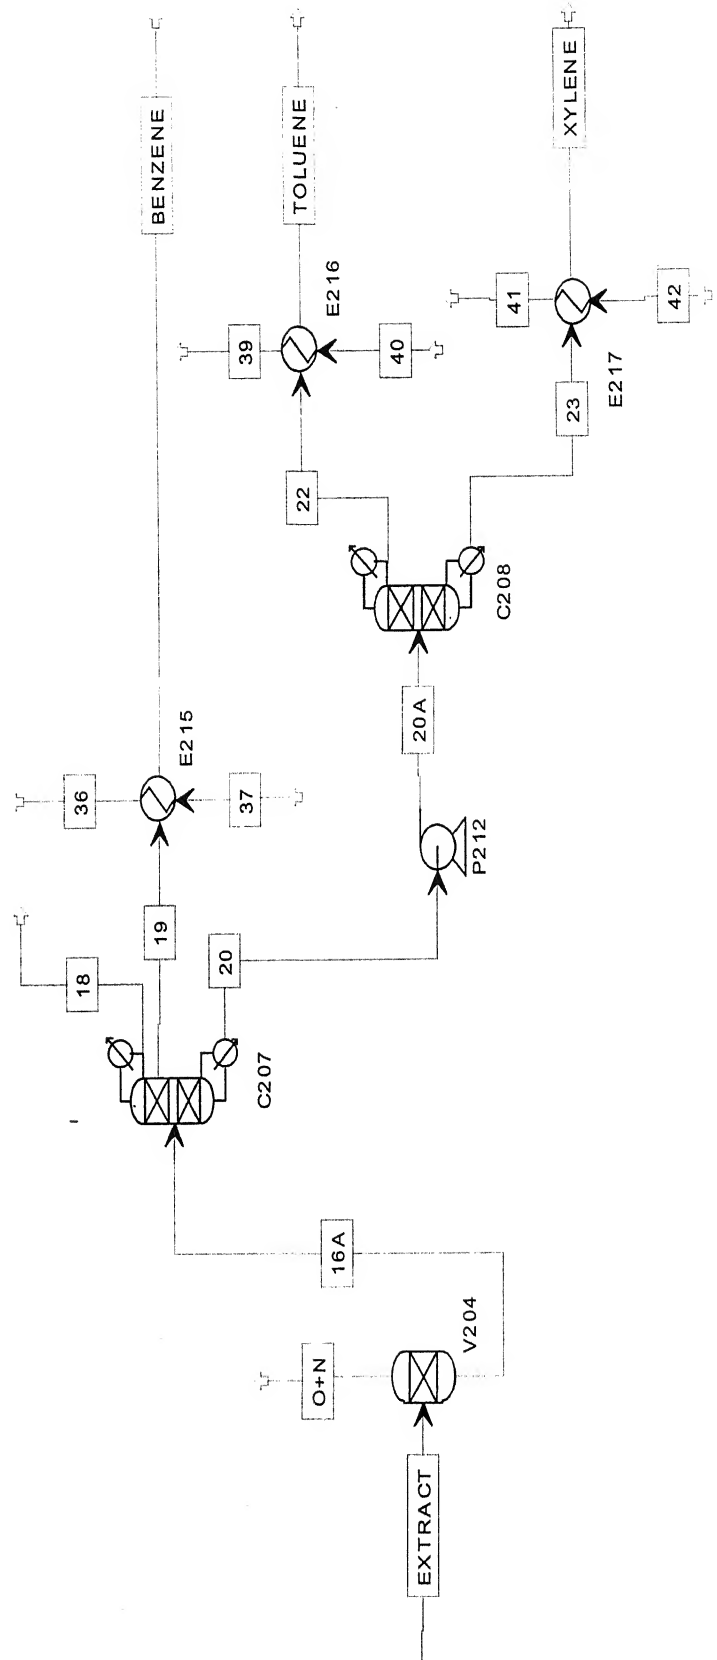 EXTRACT
O+N
V204
16A
C207
18
19
20
36
37
E215
BENZENE
P212
20A
C208
22
23
39
40
E216
TOLUENE
41
42
E217
XYLENE